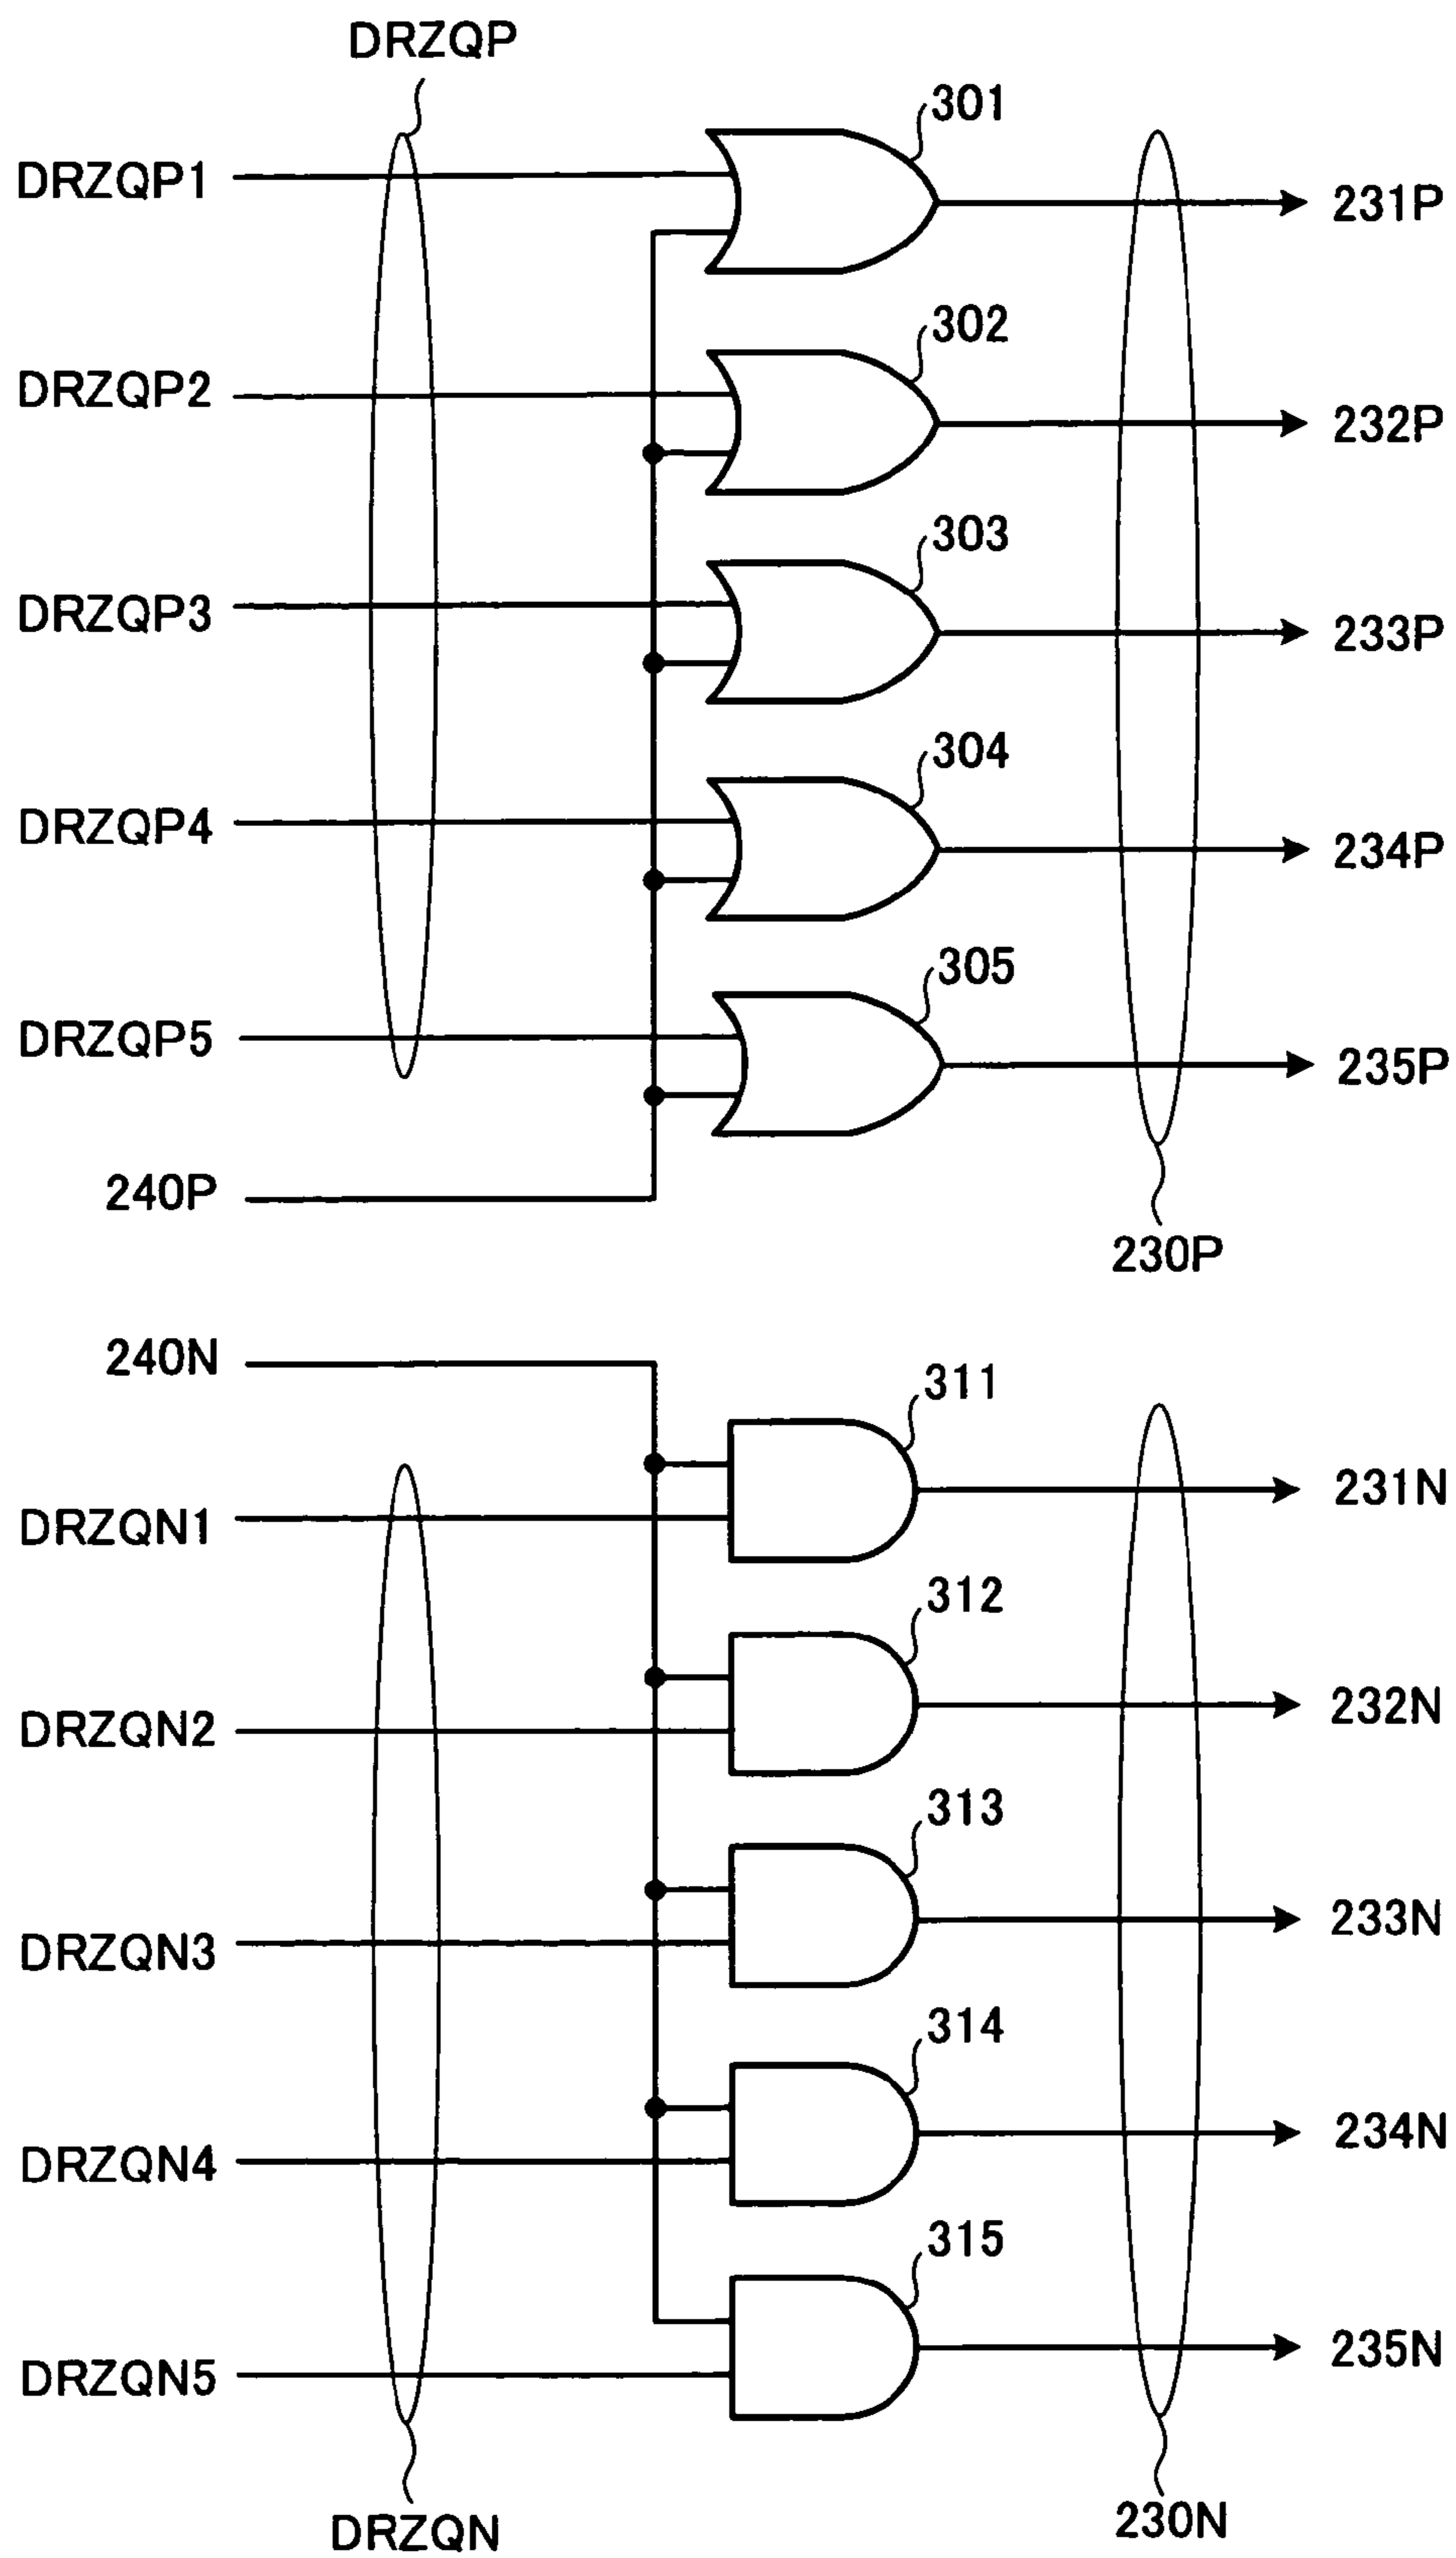 DRZQP
301
DRZQP1
231P
302
DRZQP2
232P
303
DRZQP3
233P
304
DRZQP4
234P
305
DRZQP5
235P
240P
230P
240N
311
231N
DRZQN1
312
232N
DRZQN2
313
233N
DRZQN3
314
234N
DRZQN4
315
235N
DRZQN5
DRZQN
230N